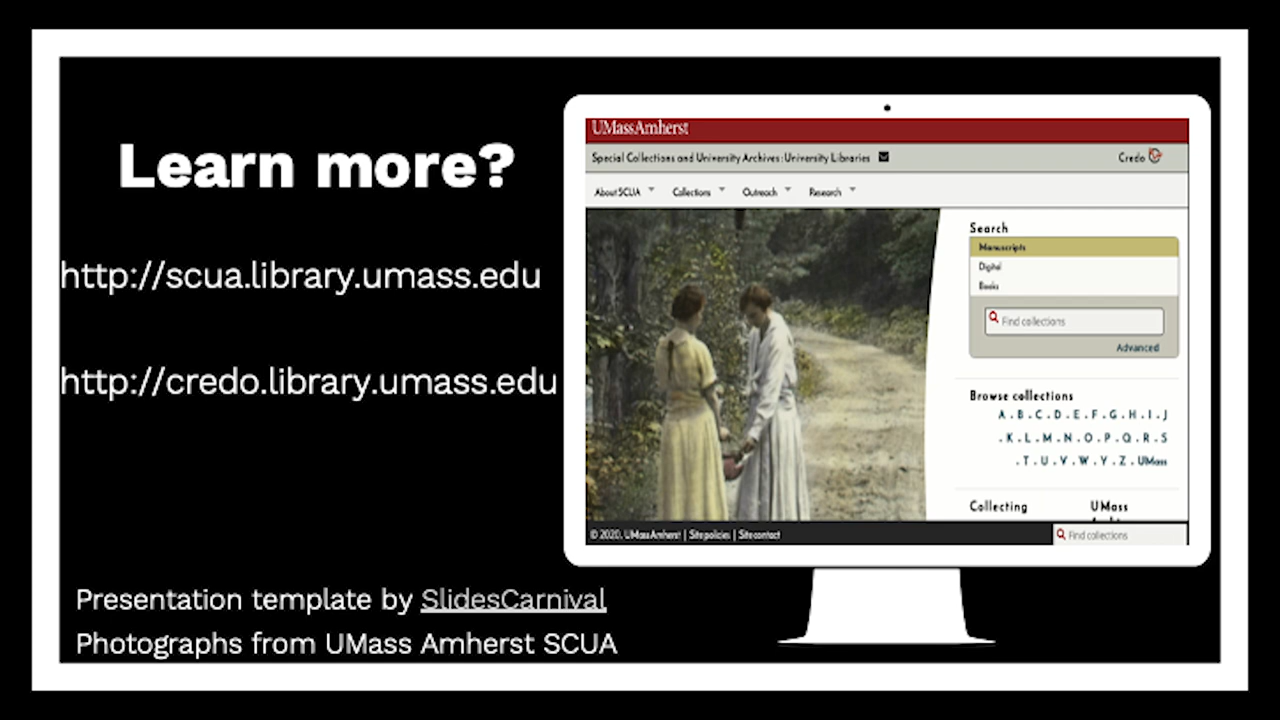 Learn more?
http://scua.library.umass.edu
http://credo.library.umass.edu
Presentation template by SlidesCarnival
Photographs from UMass Amherst SCUA
UMassAmherst
Special Collections and University Archives : University Libraries
Credo
About SCUA Collections Outreach Research
Search
Manuscripts
Digital
Books
Find collections
Advanced
Browse collections
A . B . C . D . E . F . G . H . I . J
. K . L . M . N . O . P . Q . R . S
. T . U . V . W . Y . Z . UMass
Collecting UMass
© 2020, UMass Amherst | Site policies | Site contact
Find collections